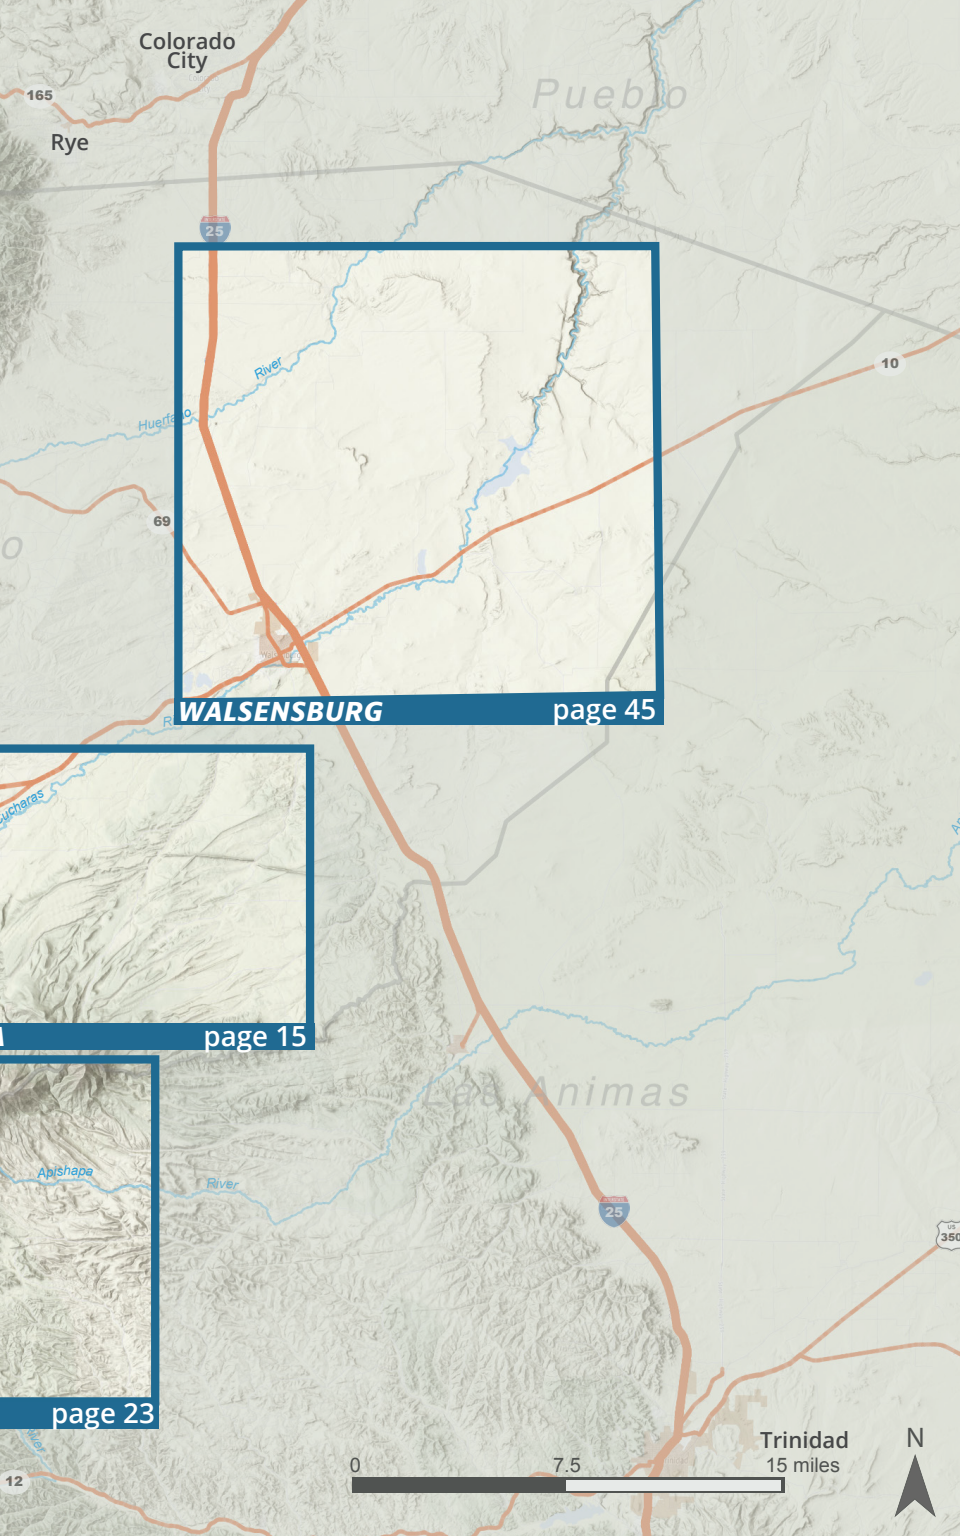 Colorado
City
165
Pueblo
Rye
25
10
River
Huerfano
69
o
WALSENSBURG
page 45
Cucharas
page 15
Las Animas
Apishapa
River
25
US
350
page 23
Trinidad
N
0
7.5
15 miles
12